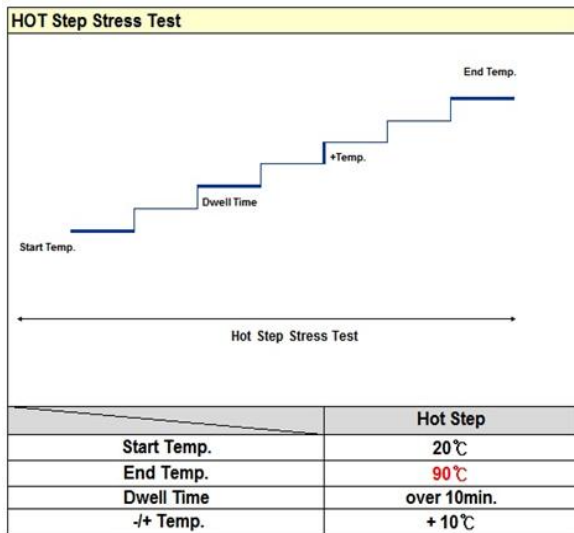 HOT Step Stress Test
End Temp.
+Temp.
Dwell Time
Start Temp.
Hot Step Stress Test
Hot Step
Start Temp. 20℃
End Temp. 90℃
Dwell Time over 10min.
-/+ Temp. +10℃